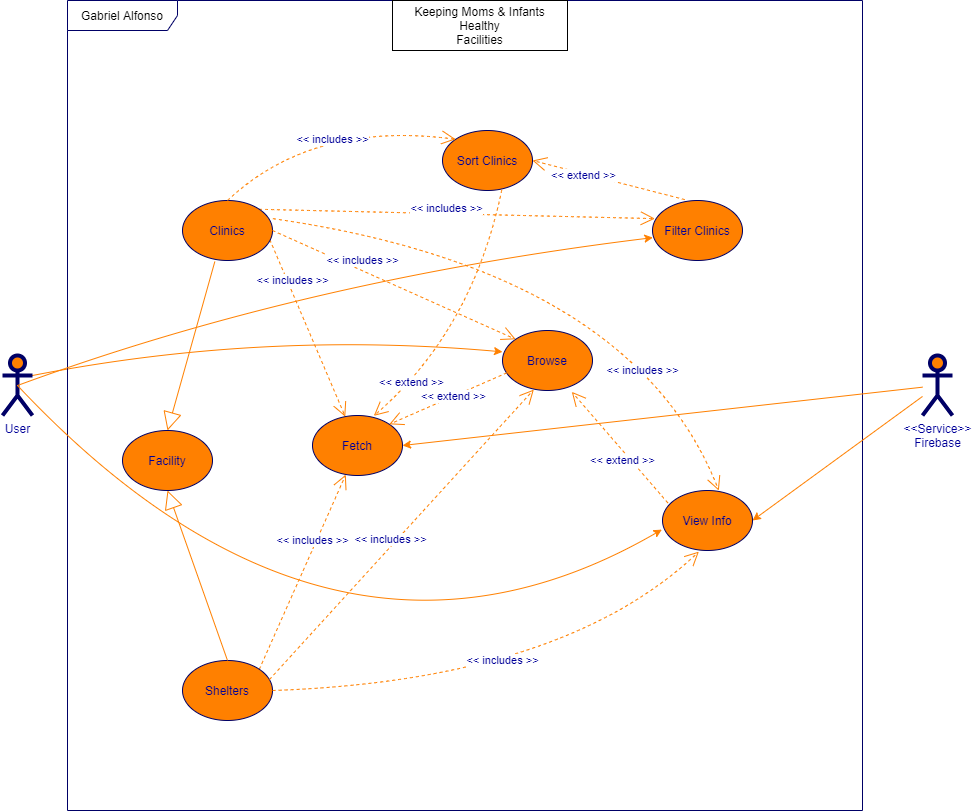 Gabriel Alfonso
Keeping Moms & Infants
Healthy
Facilities
<< includes >>
Sort Clinics
<< extend >>
<< includes >>
Clinics
Filter Clinics
<< includes >>
<< includes >>
Browse
<< includes >>
<< extend >>
<< extend >>
User
<<Service>>
Firebase
Fetch
Facility
<< extend >>
View Info
<< includes >>
<< includes >>
<< includes >>
Shelters